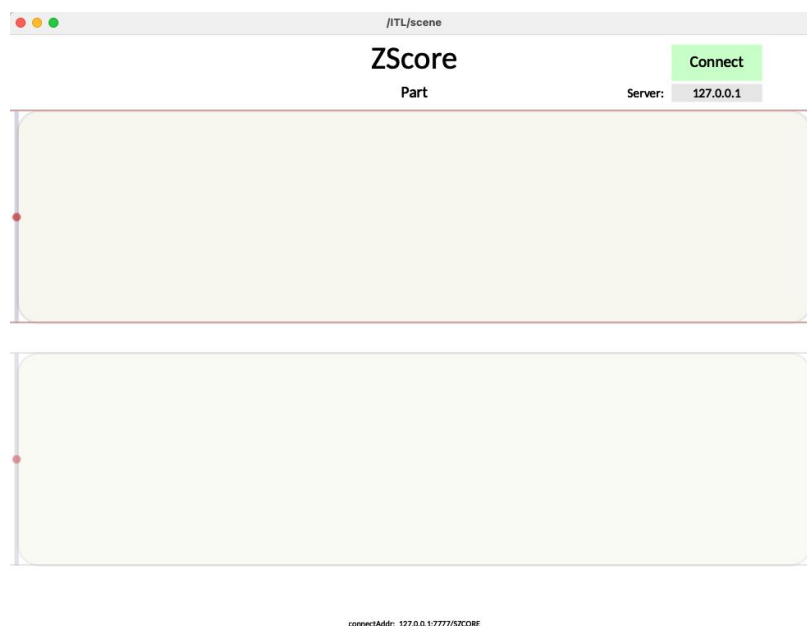 /ITL/scene
ZScore
Connect
Part
Server: 127.0.0.1
connectAddr: 127.0.0.1:7777/SZCORE